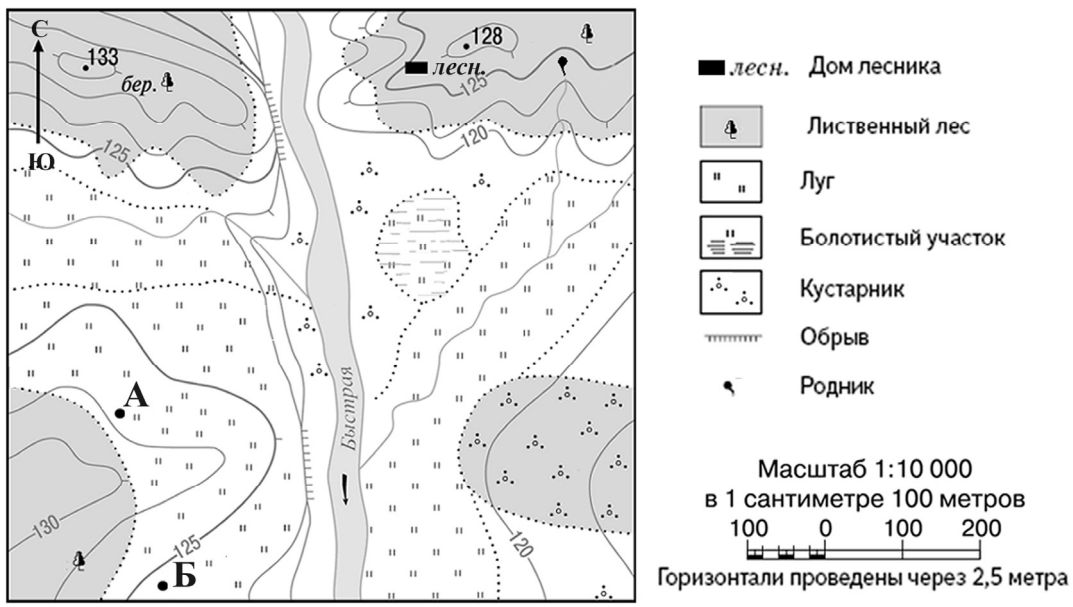 С
Ю
133
бер.
128
лесн.
125
125
120
Быстрая
А
130
125
Б
120
лесн. Дом лесника
Лиственный лес
Луг
Болотистый участок
Кустарник
Обрыв
Родник
Масштаб 1:10 000
в 1 сантиметре 100 метров
100 0 100 200
Горизонтали проведены через 2,5 метра